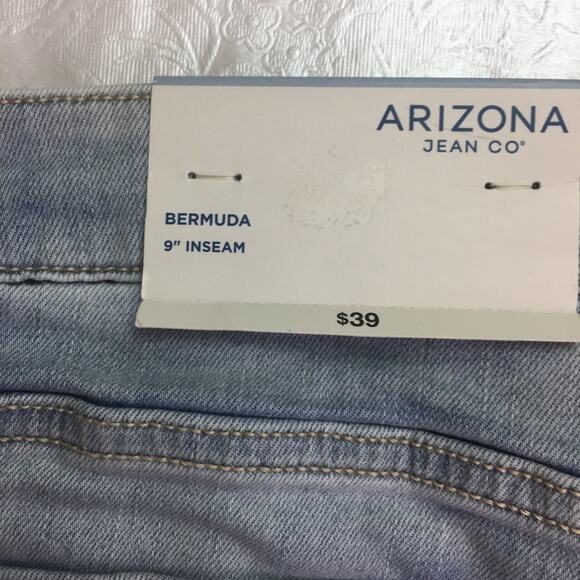 ARIZONA
JEAN CO®
BERMUDA
9" INSEAM
$39